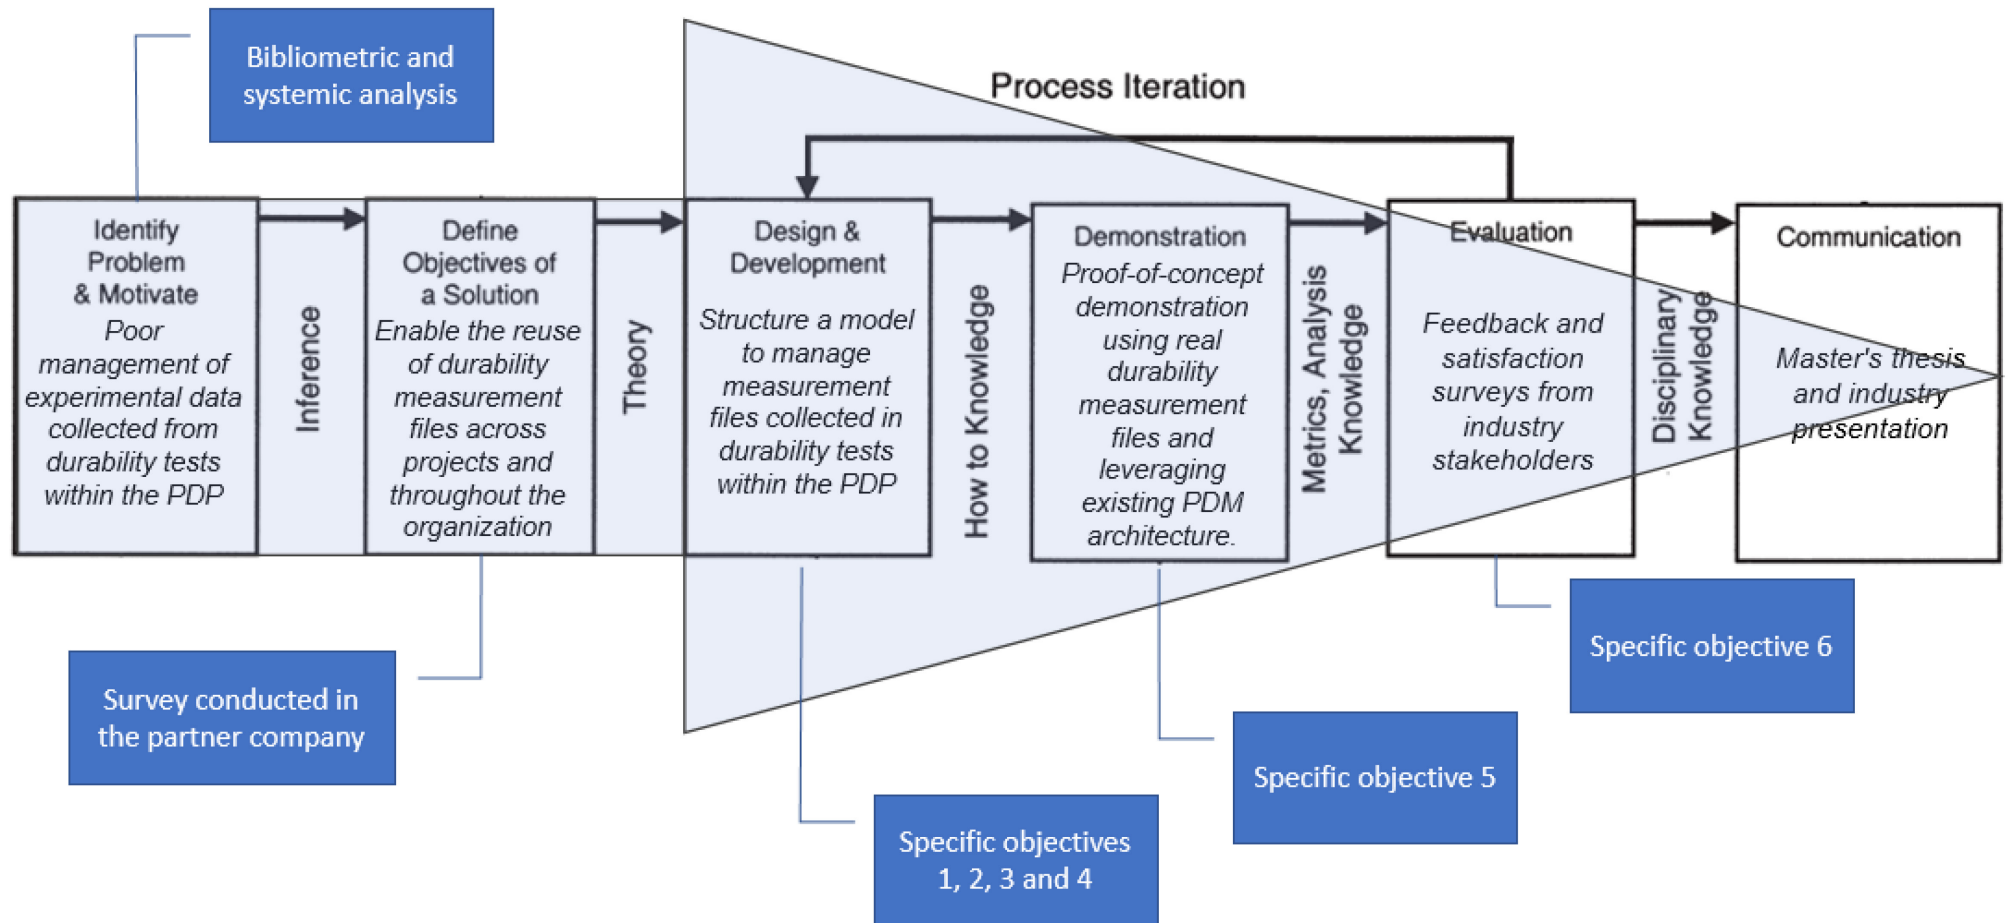 Bibliometric and
systemic analysis
Process Iteration
Identify
Problem
& Motivate
Poor
management of
experimental data
collected from
durability tests
within the PDP
Inference
Define
Objectives of
a Solution
Enable the reuse
of durability
measurement
files across
projects and
throughout the
organization
Theory
Design &
Development
Structure a model
to manage
measurement
files collected in
durability tests
within the PDP
How to Knowledge
Demonstration
Proof-of-concept
demonstration
using real
durability
measurement
files and
leveraging
existing PDM
architecture.
Metrics, Analysis
Knowledge
Evaluation
Feedback and
satisfaction
surveys from
industry
stakeholders
Disciplinary
Knowledge
Communication
Master's thesis
and industry
presentation
Survey conducted in
the partner company
Specific objectives
1, 2, 3 and 4
Specific objective 5
Specific objective 6